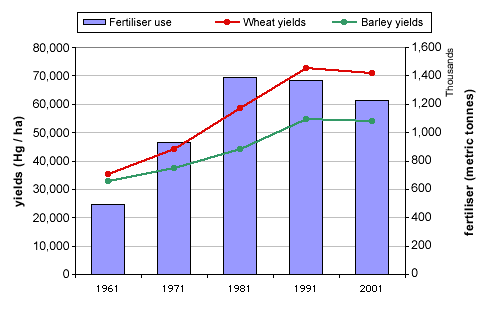 Fertiliser use Wheat yields Barley yields
80,000 1,600
70,000 1,400
60,000 1,200
50,000 1,000
40,000 800
30,000 600
20,000 400
10,000 200
0 0
1961 1971 1981 1991 2001
yields (Hg / ha)
Thousands
fertiliser (metric tonnes)